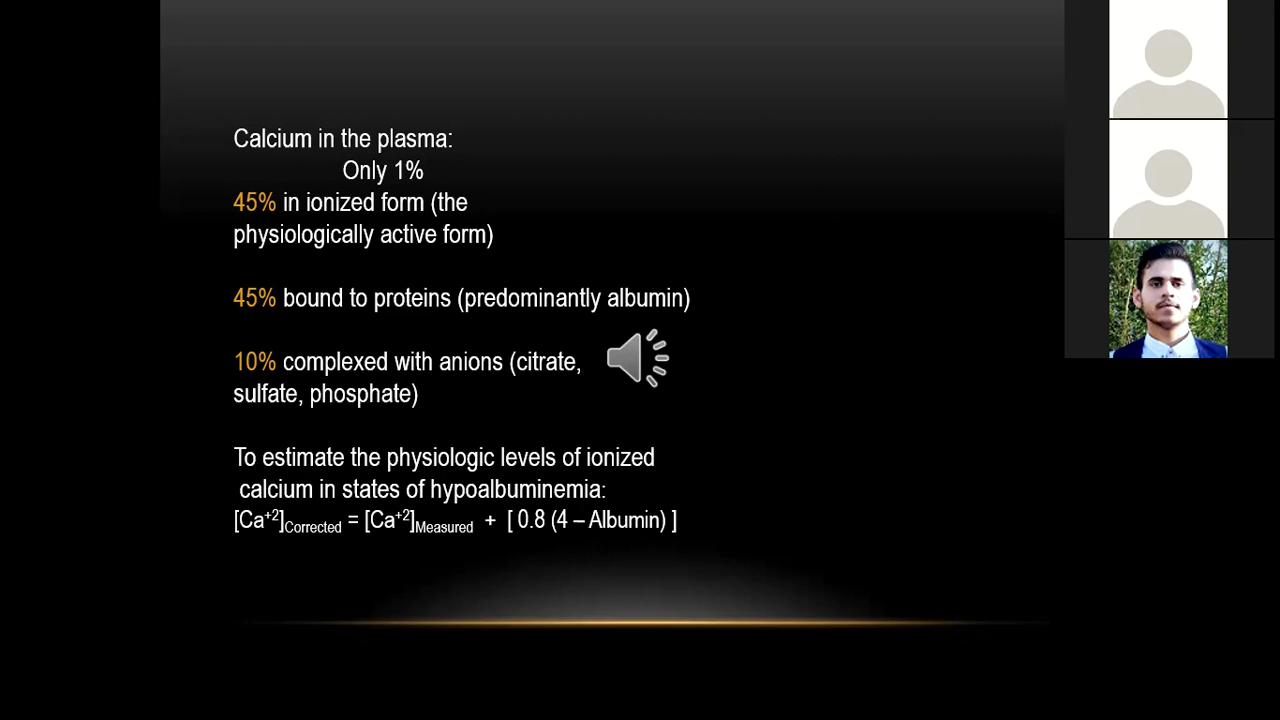 Calcium in the plasma:
Only 1%
45% in ionized form (the
physiologically active form)
45% bound to proteins (predominantly albumin)
10% complexed with anions (citrate,
sulfate, phosphate)
To estimate the physiologic levels of ionized
calcium in states of hypoalbuminemia:
[Ca+2]Corrected = [Ca+2]Measured + [ 0.8 (4 – Albumin) ]